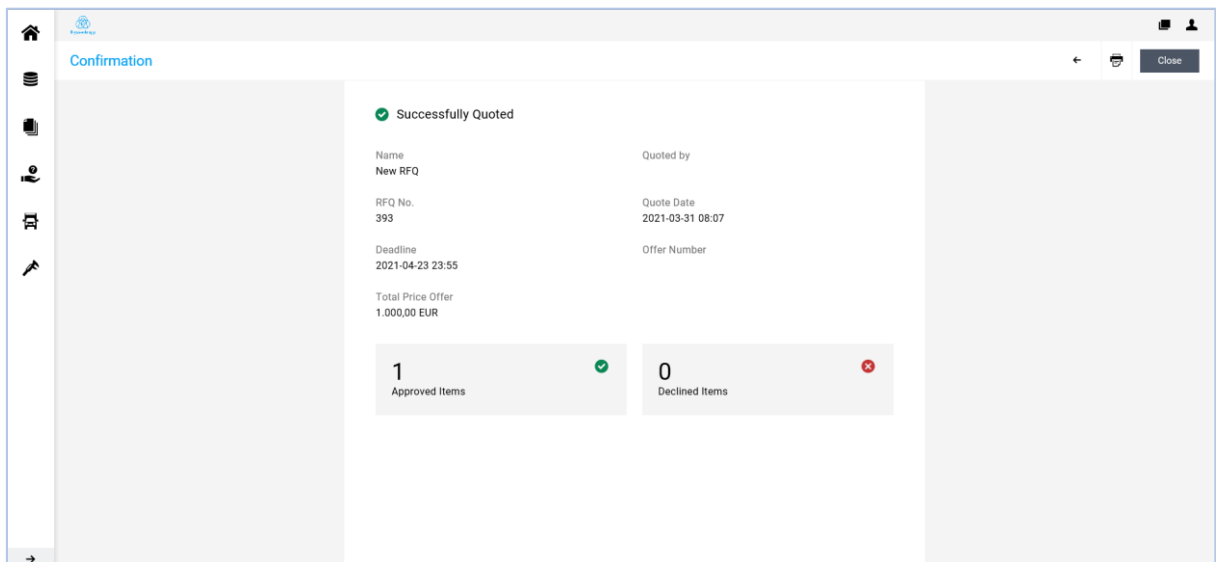 Confirmation
Close
Successfully Quoted
Name
New RFQ
Quoted by
RFQ No.
393
Quote Date
2021-03-31 08:07
Deadline
2021-04-23 23:55
Offer Number
Total Price Offer
1.000,00 EUR
1
Approved Items
0
Declined Items